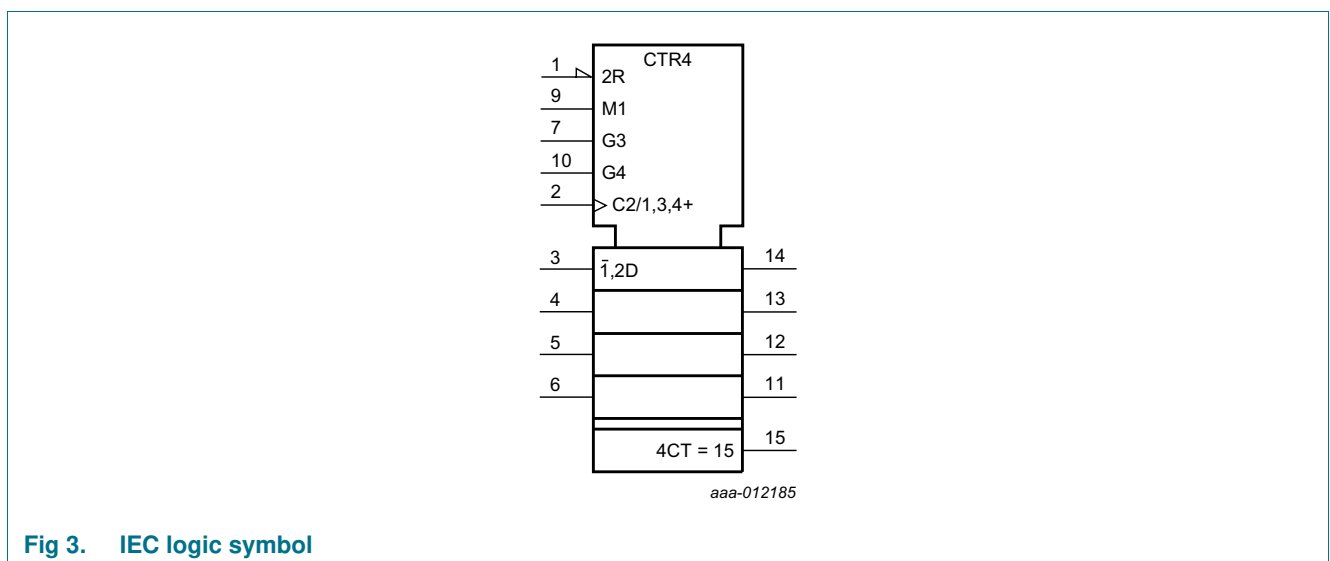 CTR4
1
2R
9
M1
7
G3
10
G4
2
C2/1,3,4+
3
1̄,2D
14
4
13
5
12
6
11
4CT = 15
15
aaa-012185
Fig 3. IEC logic symbol